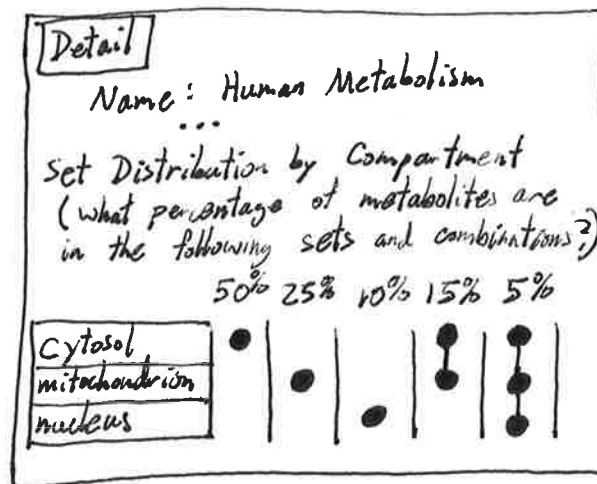 Detail
Name: Human Metabolism
...
Set Distribution by Compartment
(what percentage of metabolites are
in the following sets and combinations?)
50% 25% 10% 15% 5%
Cytosol
mitochondrion
nucleus